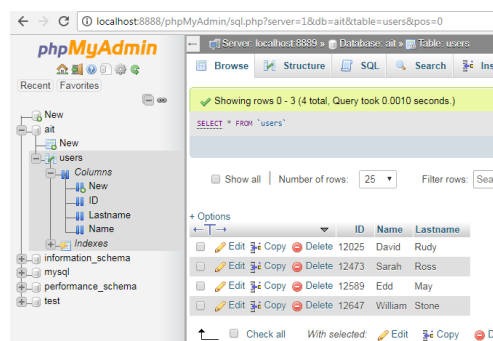 localhost:8888/phpMyAdmin/sql.php?server=1&db=ait&table=users&pos=0
phpMyAdmin
Recent Favorites
New
ait
New
users
Columns
New
ID
Lastname
Name
Indexes
information_schema
mysql
performance_schema
test
Server: localhost:8889 » Database: ait » Table: users
Browse Structure SQL Search Ins
Showing rows 0 - 3 (4 total, Query took 0.0010 seconds.)
SELECT * FROM `users`
Show all Number of rows: 25 Filter rows: Sea
+ Options
ID Name Lastname
Edit Copy Delete 12025 David Rudy
Edit Copy Delete 12473 Sarah Ross
Edit Copy Delete 12589 Edd May
Edit Copy Delete 12647 William Stone
Check all With selected: Edit Copy D